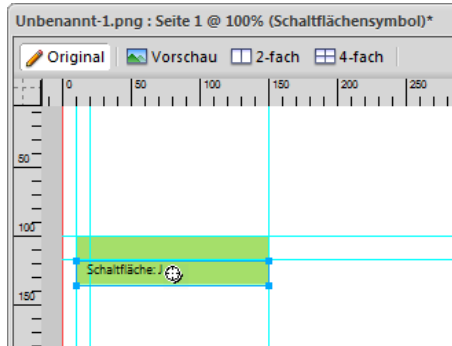 Unbenannt-1.png : Seite 1 @ 100% (Schaltflächensymbol)*
Original Vorschau 2-fach 4-fach
0 50 100 150 200 250
50
100
Schaltfläche: J
150